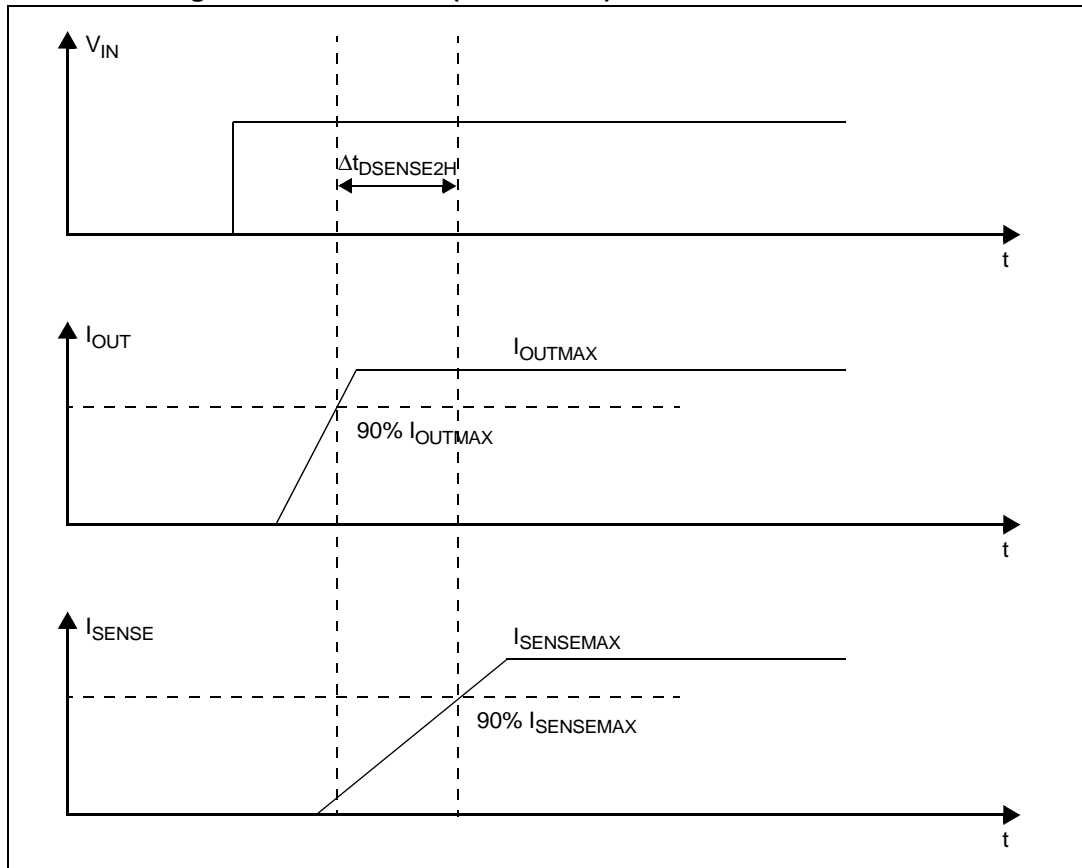 V_IN
Δt_DSENSE2H
t
I_OUT
I_OUTMAX
90% I_OUTMAX
t
I_SENSE
I_SENSEMAX
90% I_SENSEMAX
t